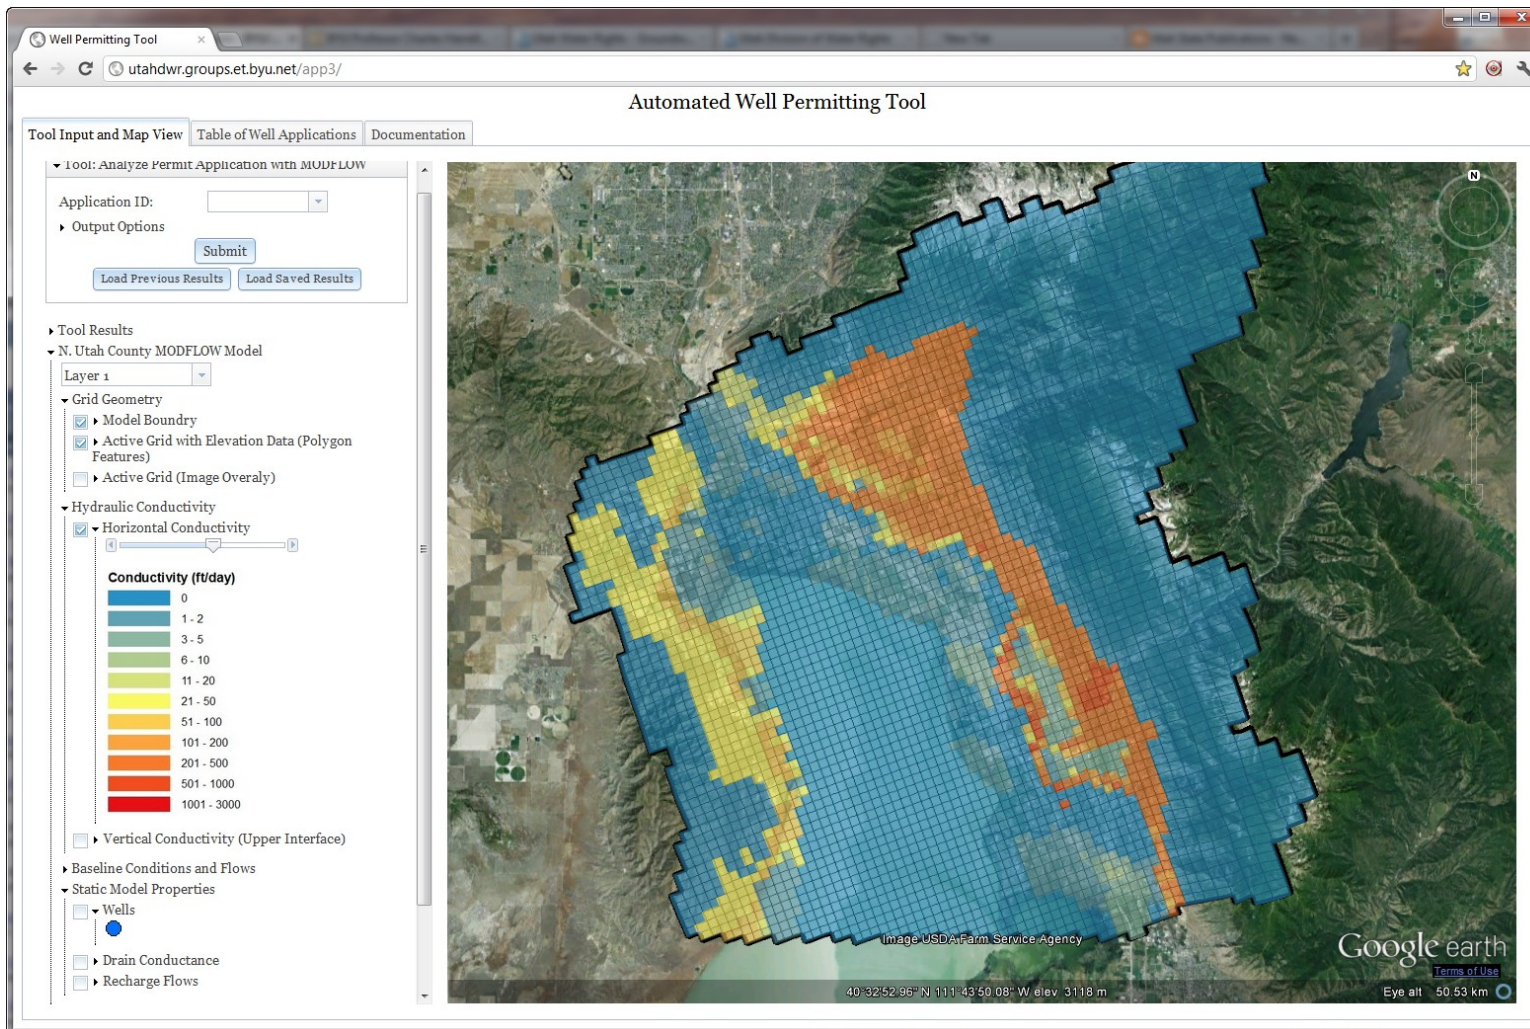 Well Permitting Tool
utahdwr.groups.et.byu.net/app3/
Automated Well Permitting Tool
Tool Input and Map View
Table of Well Applications
Documentation
Tool: Analyze Permit Application with MODFLOW
Application ID:
Output Options
Submit
Load Previous Results
Load Saved Results
Tool Results
N. Utah County MODFLOW Model
Layer 1
Grid Geometry
Model Boundry
Active Grid with Elevation Data (Polygon
Features)
Active Grid (Image Overaly)
Hydraulic Conductivity
Horizontal Conductivity
Conductivity (ft/day)
0
1 - 2
3 - 5
6 - 10
11 - 20
21 - 50
51 - 100
101 - 200
201 - 500
501 - 1000
1001 - 3000
Vertical Conductivity (Upper Interface)
Baseline Conditions and Flows
Static Model Properties
Wells
Drain Conductance
Recharge Flows
N
Image USDA Farm Service Agency
Google earth
Terms of Use
40°32'52.96" N 111°43'50.08" W elev 3118 m
Eye alt 50.53 km